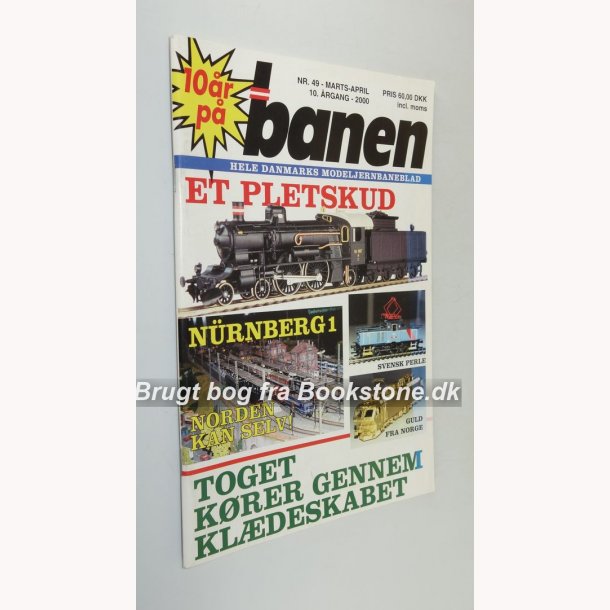 10år
på
NR. 49 - MARTS-APRIL
10. ÅRGANG - 2000
PRIS 60,00 DKK
incl. moms
banen
HELE DANMARKS MODELJERNBANEBLAD
ET PLETSKUD
NÜRNBERG 1
SVENSK PERLE
Brugt bog fra Bookstone.dk
NORDEN
KAN SELV!
GULD
FRA NORGE
TOGET
KØRER GENNEM
KLÆDESKABET